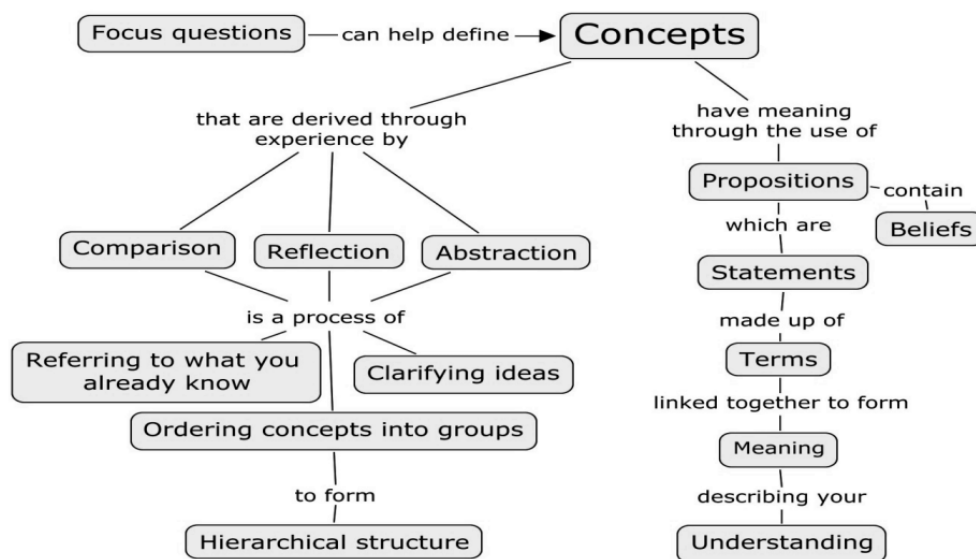 Focus questions
can help define
Concepts
that are derived through
experience by
Comparison
Reflection
Abstraction
is a process of
Referring to what you
already know
Clarifying ideas
Ordering concepts into groups
to form
Hierarchical structure
have meaning
through the use of
Propositions
contain
Beliefs
which are
Statements
made up of
Terms
linked together to form
Meaning
describing your
Understanding